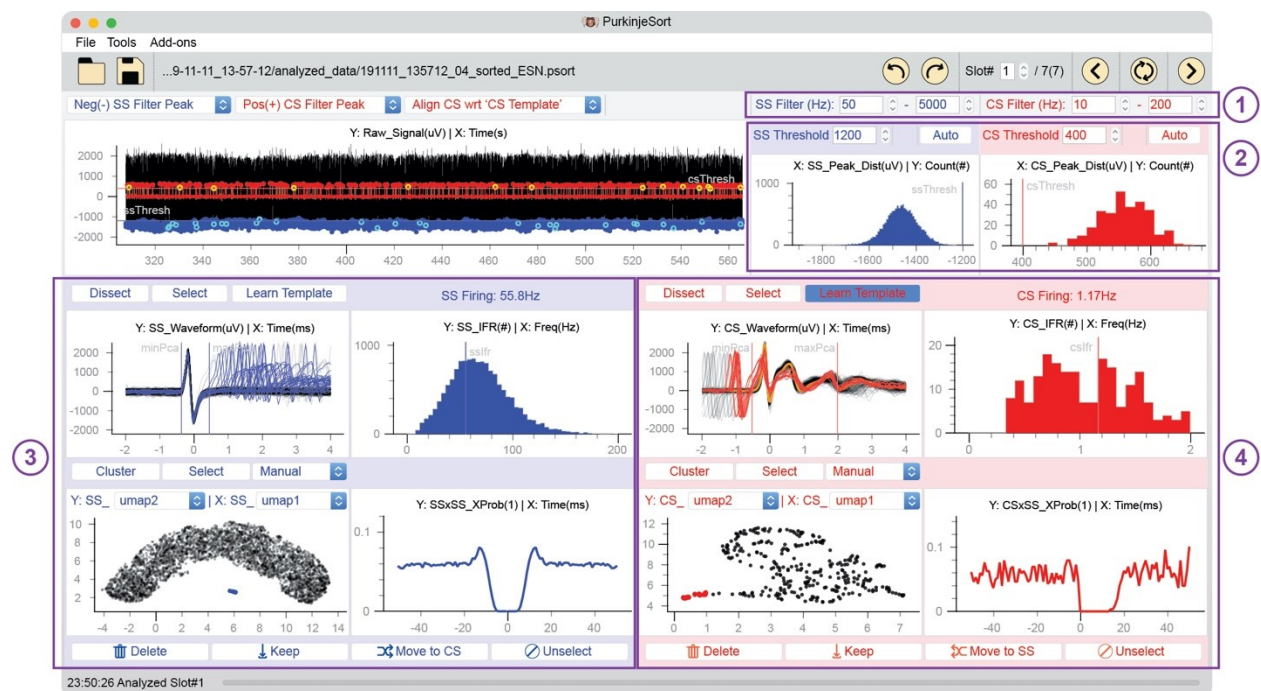 PurkinjeSort
File Tools Add-ons
...9-11-11_13-57-12/analyzed_data/191111_135712_04_sorted_ESN.psort
Slot# 1 / 7(7)
Neg(-) SS Filter Peak Pos(+) CS Filter Peak Align CS wrt 'CS Template'
SS Filter (Hz): 50 - 5000 CS Filter (Hz): 10 - 200
1
Y: Raw_Signal(uV) | X: Time(s)
2000
1000
0
-1000
-2000
csThresh
ssThresh
320 340 360 380 400 420 440 460 480 500 520 540 560
SS Threshold 1200 Auto CS Threshold 400 Auto
2
X: SS_Peak_Dist(uV) | Y: Count(#)
1000
0
ssThresh
-1800 -1600 -1400 -1200
X: CS_Peak_Dist(uV) | Y: Count(#)
60
40
20
0
csThresh
400 500 600
3
Dissect Select Learn Template SS Firing: 55.8Hz
Y: SS_Waveform(uV) | X: Time(ms)
2000
1000
0
-1000
-2000
minPca
-2 -1 0 1 2 3 4
Y: SS_IFR(#) | X: Freq(Hz)
1000
0
ssIfr
0 100 200
Cluster Select Manual
Y: SS_ umap2 | X: SS_ umap1
10
8
6
4
2
-4 -2 0 2 4 6 8 10 12 14
Y: SSxSS_XProb(1) | X: Time(ms)
0.1
0
-40 -20 0 20 40
Delete Keep Move to CS Unselect
4
Dissect Select Learn Template CS Firing: 1.17Hz
Y: CS_Waveform(uV) | X: Time(ms)
2000
1000
0
-1000
-2000
minPca maxPca
-2 -1 0 1 2 3 4
Y: CS_IFR(#) | X: Freq(Hz)
20
10
0
csIfr
0 1 2
Cluster Select Manual
Y: CS_ umap2 | X: CS_ umap1
12
10
8
6
4
0 1 2 3 4 5 6 7
Y: CSxSS_XProb(1) | X: Time(ms)
0.1
0
-40 -20 0 20 40
Delete Keep Move to SS Unselect
23:50:26 Analyzed Slot#1